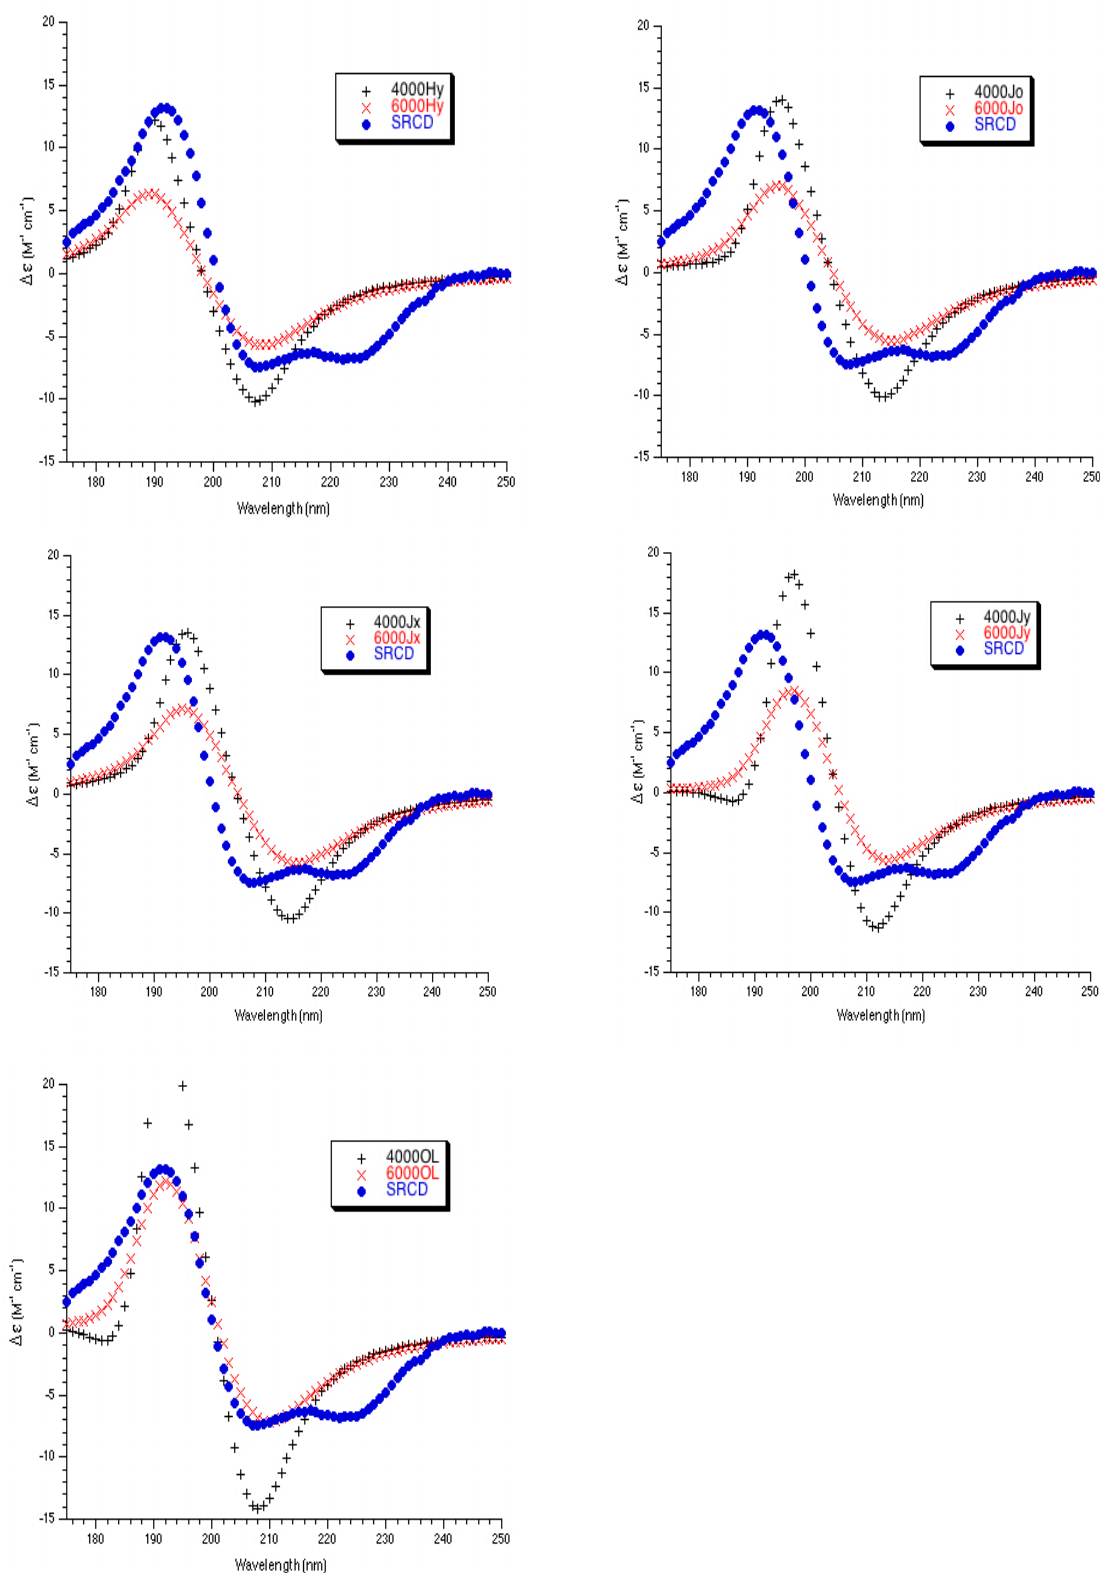 20
15
10
5
0
-5
-10
-15
Δε (M⁻¹ cm⁻¹)
4000Hy
6000Hy
SRCD
180 190 200 210 220 230 240 250
Wavelength (nm)
20
15
10
5
0
-5
-10
-15
Δε (M⁻¹ cm⁻¹)
4000Jo
6000Jo
SRCD
180 190 200 210 220 230 240 250
Wavelength (nm)
20
15
10
5
0
-5
-10
-15
Δε (M⁻¹ cm⁻¹)
4000Jx
6000Jx
SRCD
180 190 200 210 220 230 240 250
Wavelength (nm)
20
15
10
5
0
-5
-10
-15
Δε (M⁻¹ cm⁻¹)
4000Jy
6000Jy
SRCD
180 190 200 210 220 230 240 250
Wavelength (nm)
20
15
10
5
0
-5
-10
-15
Δε (M⁻¹ cm⁻¹)
4000OL
6000OL
SRCD
180 190 200 210 220 230 240 250
Wavelength (nm)